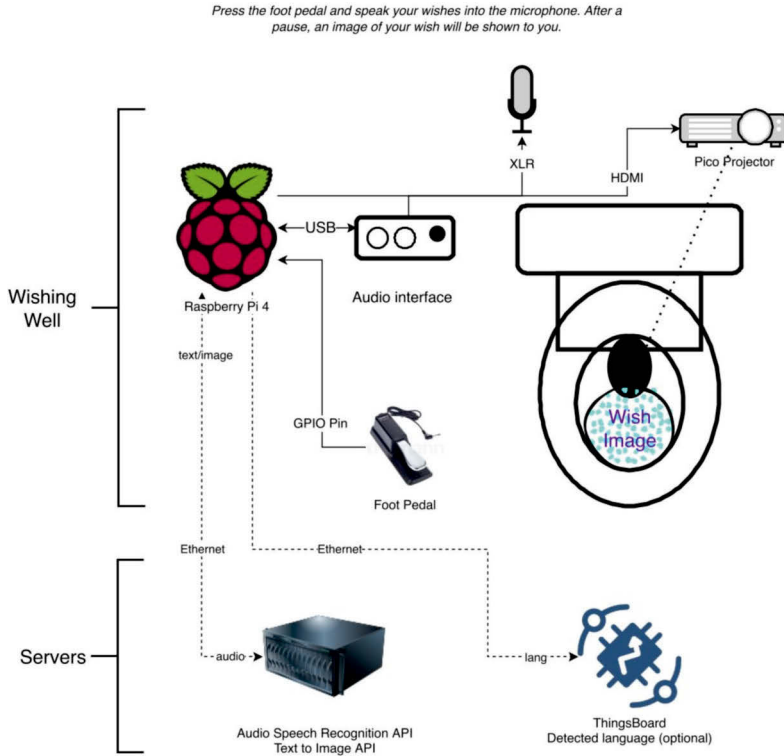 Press the foot pedal and speak your wishes into the microphone. After a
pause, an image of your wish will be shown to you.
XLR
HDMI
Pico Projector
USB
Audio interface
Raspberry Pi 4
Wishing
Well
text/image
GPIO Pin
Wish
Image
Foot Pedal
Ethernet
Ethernet
Servers
audio
lang
Audio Speech Recognition API
Text to Image API
ThingsBoard
Detected language (optional)